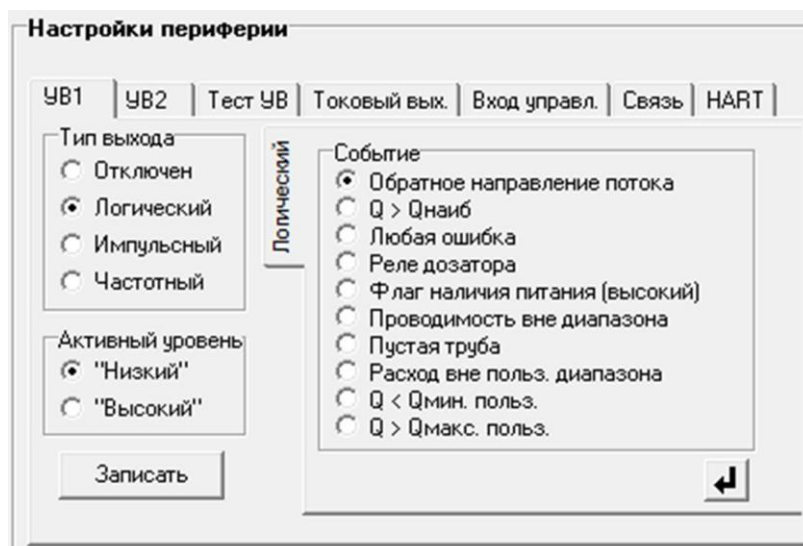 Настройки периферии
УВ1 УВ2 Тест УВ Токовый вых. Вход управл. Связь HART
Тип выхода
Отключен
Логический
Импульсный
Частотный
Активный уровень
"Низкий"
"Высокий"
Записать
Логический
Событие
Обратное направление потока
Q > Qнаиб
Любая ошибка
Реле дозатора
Флаг наличия питания (высокий)
Проводимость вне диапазона
Пустая труба
Расход вне польз. диапазона
Q < Qмин. польз.
Q > Qмакс. польз.